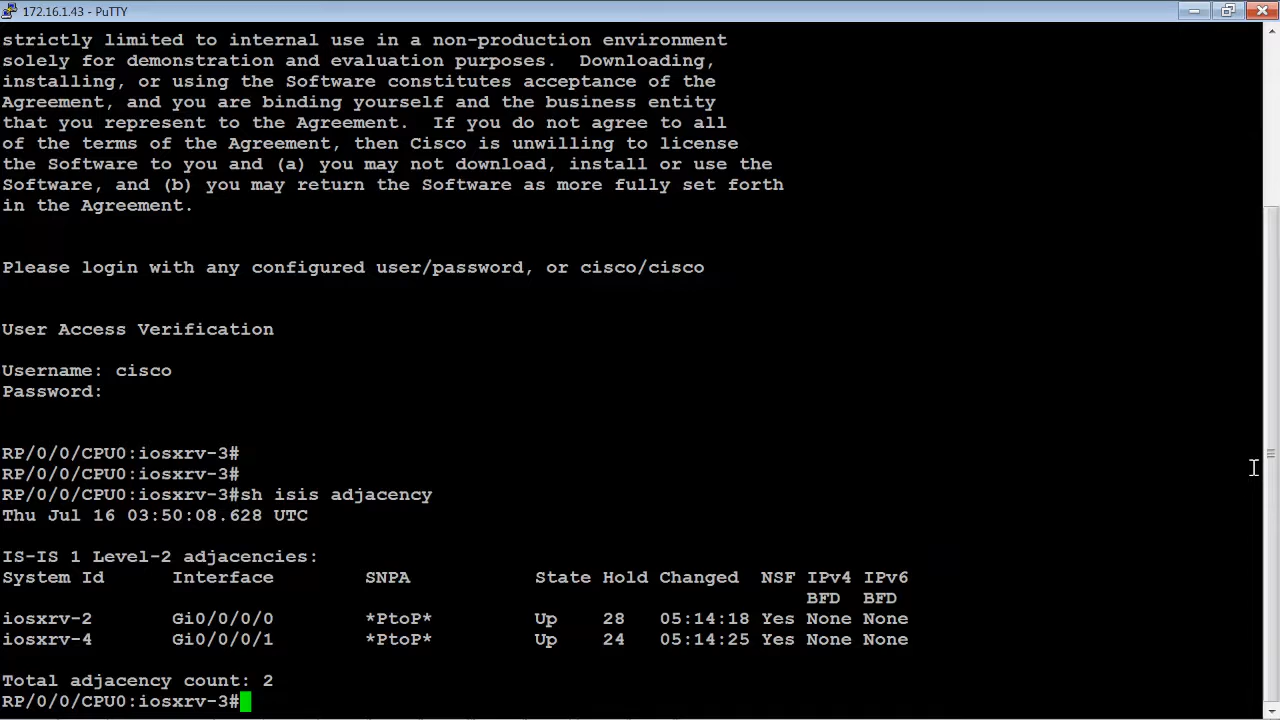 172.16.1.43 - PuTTY
strictly limited to internal use in a non-production environment
solely for demonstration and evaluation purposes.  Downloading,
installing, or using the Software constitutes acceptance of the
Agreement, and you are binding yourself and the business entity
that you represent to the Agreement.  If you do not agree to all
of the terms of the Agreement, then Cisco is unwilling to license
the Software to you and (a) you may not download, install or use the
Software, and (b) you may return the Software as more fully set forth
in the Agreement.
Please login with any configured user/password, or cisco/cisco
User Access Verification
Username: cisco
Password:
RP/0/0/CPU0:iosxrv-3#
RP/0/0/CPU0:iosxrv-3#
RP/0/0/CPU0:iosxrv-3#sh isis adjacency
Thu Jul 16 03:50:08.628 UTC
IS-IS 1 Level-2 adjacencies:
System Id      Interface        SNPA           State Hold Changed  NSF IPv4 IPv6
                                                                       BFD  BFD
iosxrv-2       Gi0/0/0/0        *PtoP*         Up    28   05:14:18 Yes None None
iosxrv-4       Gi0/0/0/1        *PtoP*         Up    24   05:14:25 Yes None None
Total adjacency count: 2
RP/0/0/CPU0:iosxrv-3#